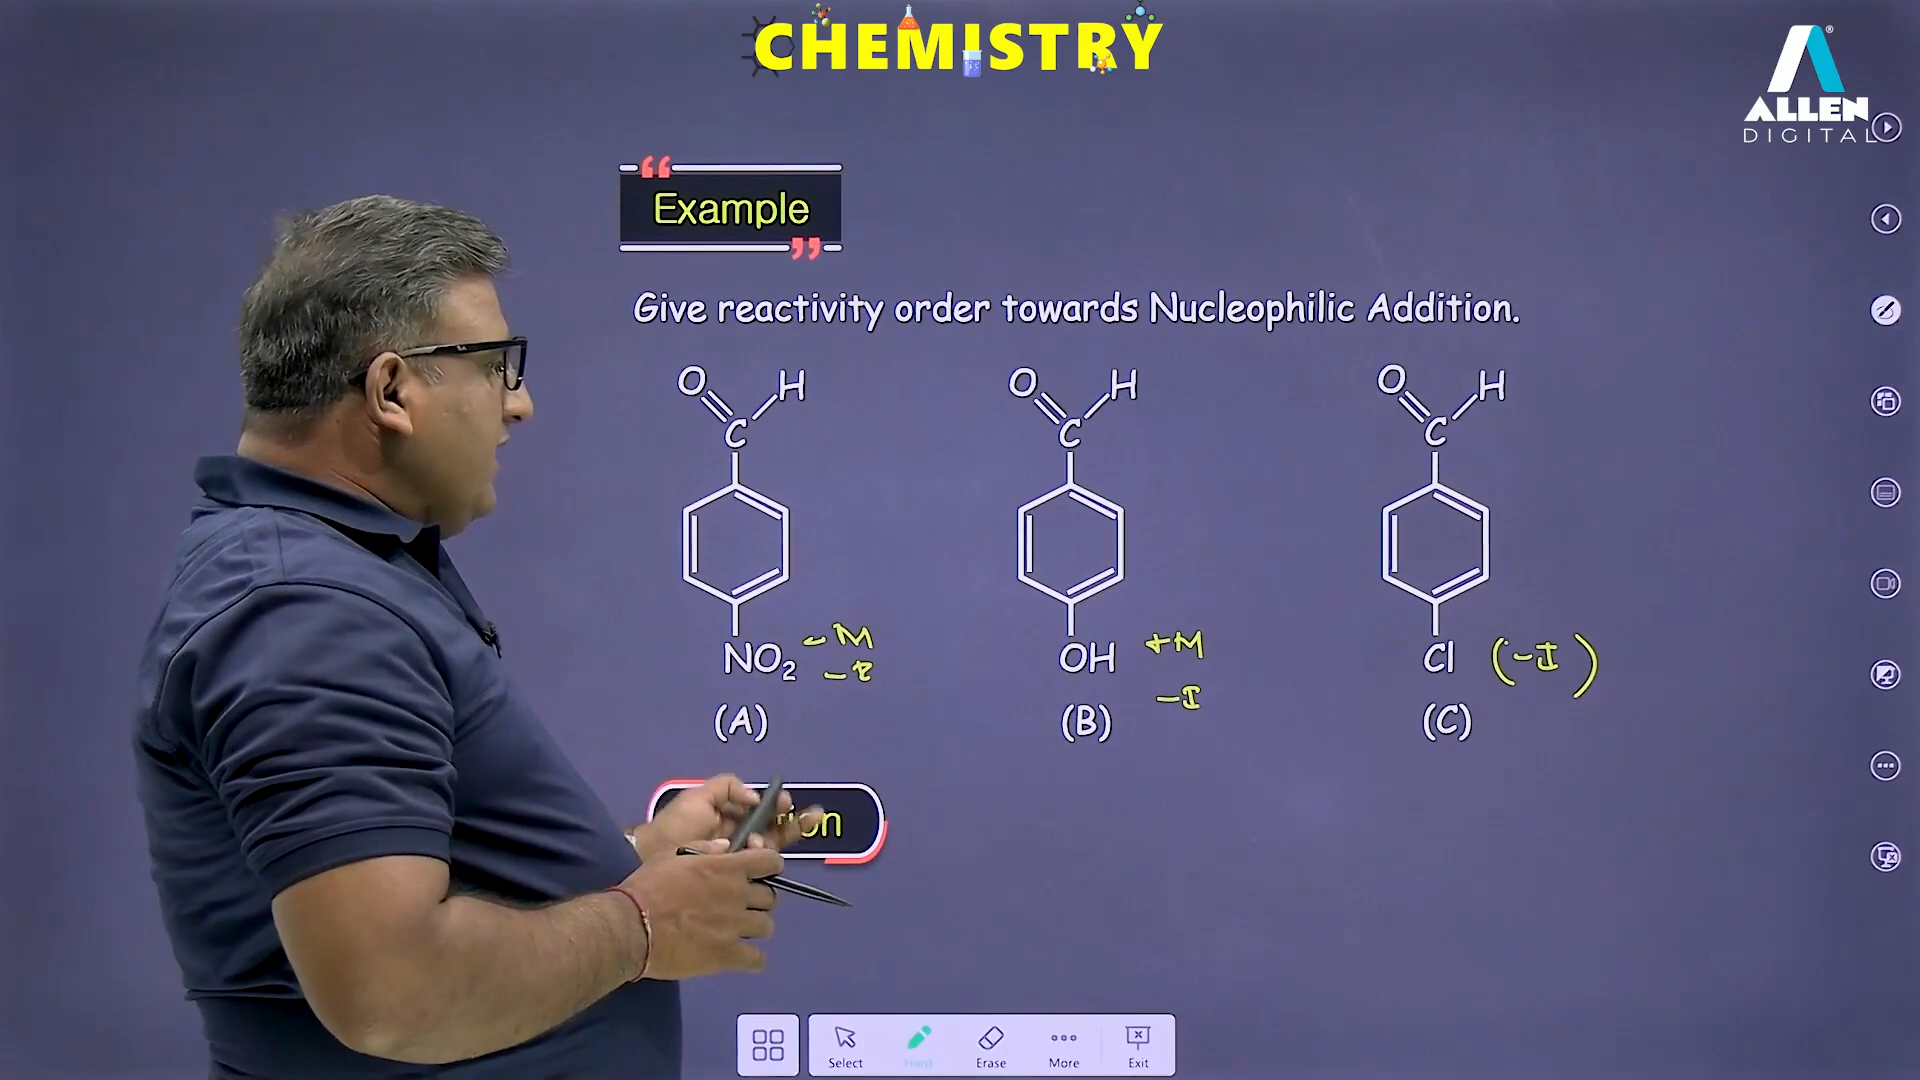 CHEMISTRY
ALLEN
DIGITAL
Example
Give reactivity order towards Nucleophilic Addition.
O H O H O H
C C C
NO₂ -M OH +M Cl (-I)
-I -I
(A) (B) (C)
Select Erase More Exit